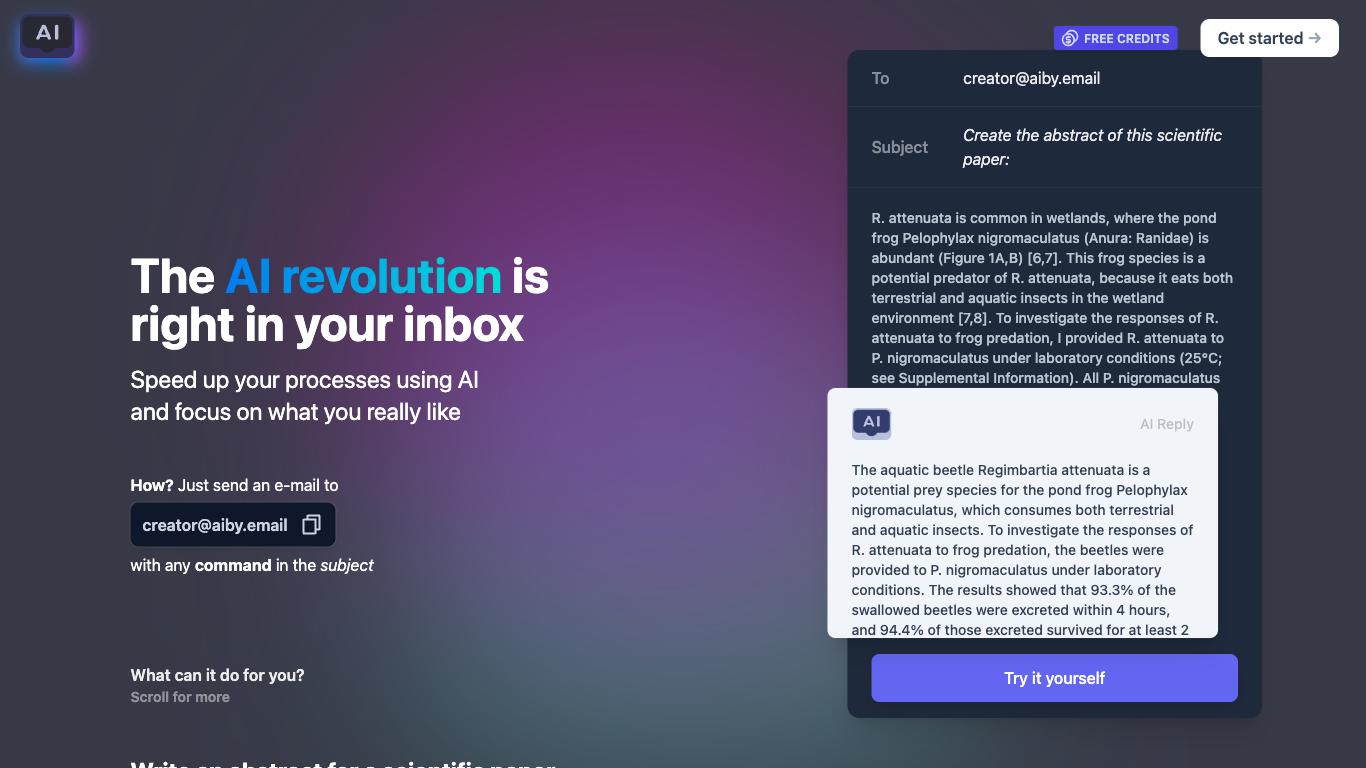 AI
FREE CREDITS
Get started →
The AI revolution is
right in your inbox
Speed up your processes using AI
and focus on what you really like
How? Just send an e-mail to
creator@aiby.email
with any command in the subject
What can it do for you?
Scroll for more
Write an abstract for a scientific paper
To creator@aiby.email
Subject Create the abstract of this scientific
paper:
R. attenuata is common in wetlands, where the pond
frog Pelophylax nigromaculatus (Anura: Ranidae) is
abundant (Figure 1A,B) [6,7]. This frog species is a
potential predator of R. attenuata, because it eats both
terrestrial and aquatic insects in the wetland
environment [7,8]. To investigate the responses of R.
attenuata to frog predation, I provided R. attenuata to
P. nigromaculatus under laboratory conditions (25°C;
see Supplemental Information). All P. nigromaculatus
AI
AI Reply
The aquatic beetle Regimbartia attenuata is a
potential prey species for the pond frog Pelophylax
nigromaculatus, which consumes both terrestrial
and aquatic insects. To investigate the responses of
R. attenuata to frog predation, the beetles were
provided to P. nigromaculatus under laboratory
conditions. The results showed that 93.3% of the
swallowed beetles were excreted within 4 hours,
and 94.4% of those excreted survived for at least 2
Try it yourself